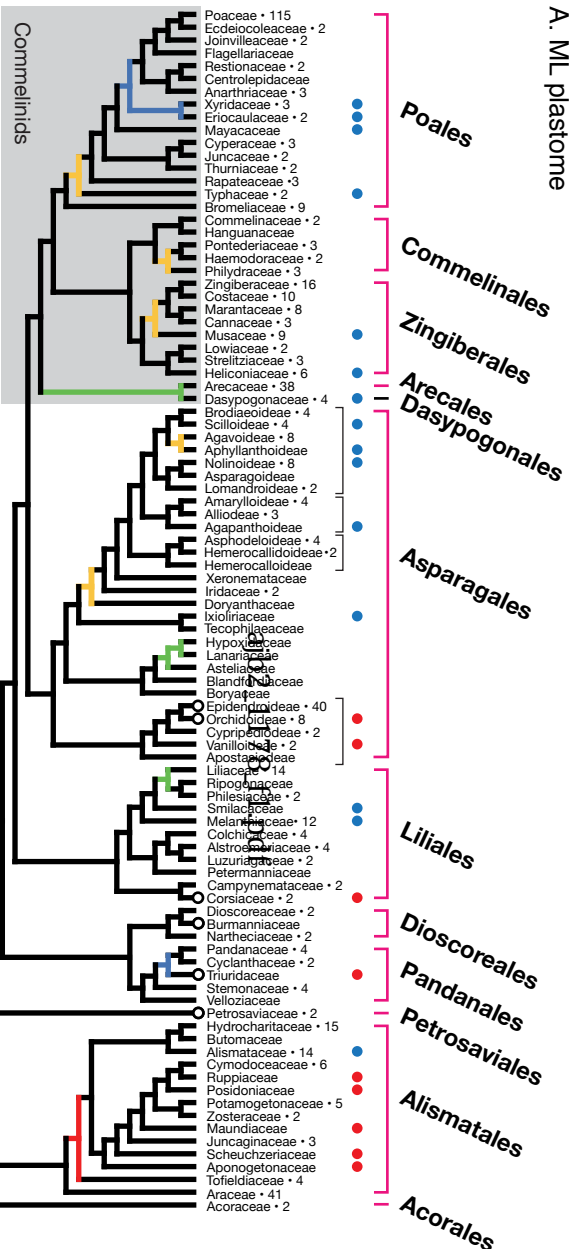 A. ML plastome
Commelinids
Poaceae • 115
Ecdeiocoleaceae • 2
Joinvilleaceae • 2
Flagellariaceae
Restionaceae • 2
Centrolepidaceae
Anarthriaceae • 3
Xyridaceae • 3
Eriocaulaceae • 2
Mayacaceae
Cyperaceae • 3
Juncaceae • 2
Thurniaceae • 2
Rapateaceae •3
Typhaceae • 2
Bromeliaceae • 9
Poales
Commelinaceae • 2
Hanguanaceae
Pontederiaceae • 3
Haemodoraceae • 2
Philydraceae • 3
Commelinales
Zingiberaceae • 16
Costaceae • 10
Marantaceae • 8
Cannaceae • 3
Musaceae • 9
Lowiaceae • 2
Strelitziaceae • 3
Heliconiaceae • 6
Zingiberales
Arecaceae • 38
Arecales
Dasypogonaceae • 4
Dasypogonales
Brodiaeoideae • 4
Scilloideae • 4
Agavoideae • 8
Aphyllanthoideae
Nolinoideae • 8
Asparagoideae
Lomandroideae • 2
Amarylloideae • 4
Alliodeae • 3
Agapanthoideae
Asphodeloideae • 4
Hemerocallidoideae•2
Hemerocalloideae
Xeronemataceae
Iridaceae • 2
Doryanthaceae
Ixioliriaceae
Tecophilaeaceae
Hypoxidaceae
Lanariaceae
Asteliaceae
Blandfordiaceae
Boryaceae
Epidendroideae • 40
Orchidoideae • 8
Cypripediodeae • 2
Vanilloideae • 2
Apostasiodeae
Asparagales
Liliaceae • 14
Ripogonaceae
Philesiaceae • 2
Smilacaceae
Melanthiaceae • 12
Colchicaceae • 4
Alstroemeriaceae • 4
Luzuriagaceae • 2
Petermanniaceae
Campynemataceae • 2
Corsiaceae • 2
Liliales
Dioscoreaceae • 2
Burmanniaceae
Nartheciaceae • 2
Dioscoreales
Pandanaceae • 4
Cyclanthaceae • 2
Triuridaceae
Stemonaceae • 4
Velloziaceae
Pandanales
Petrosaviaceae • 2
Petrosaviales
Hydrocharitaceae • 15
Butomaceae
Alismataceae • 14
Cymodoceaceae • 6
Ruppiaceae
Posidoniaceae
Potamogetonaceae • 5
Zosteraceae • 2
Maundiaceae
Juncaginaceae • 3
Scheuchzeriaceae
Aponogetonaceae
Tofieldiaceae • 4
Araceae • 41
Alismatales
Acoraceae • 2
Acorales
ajb2_1178_f1.pdf